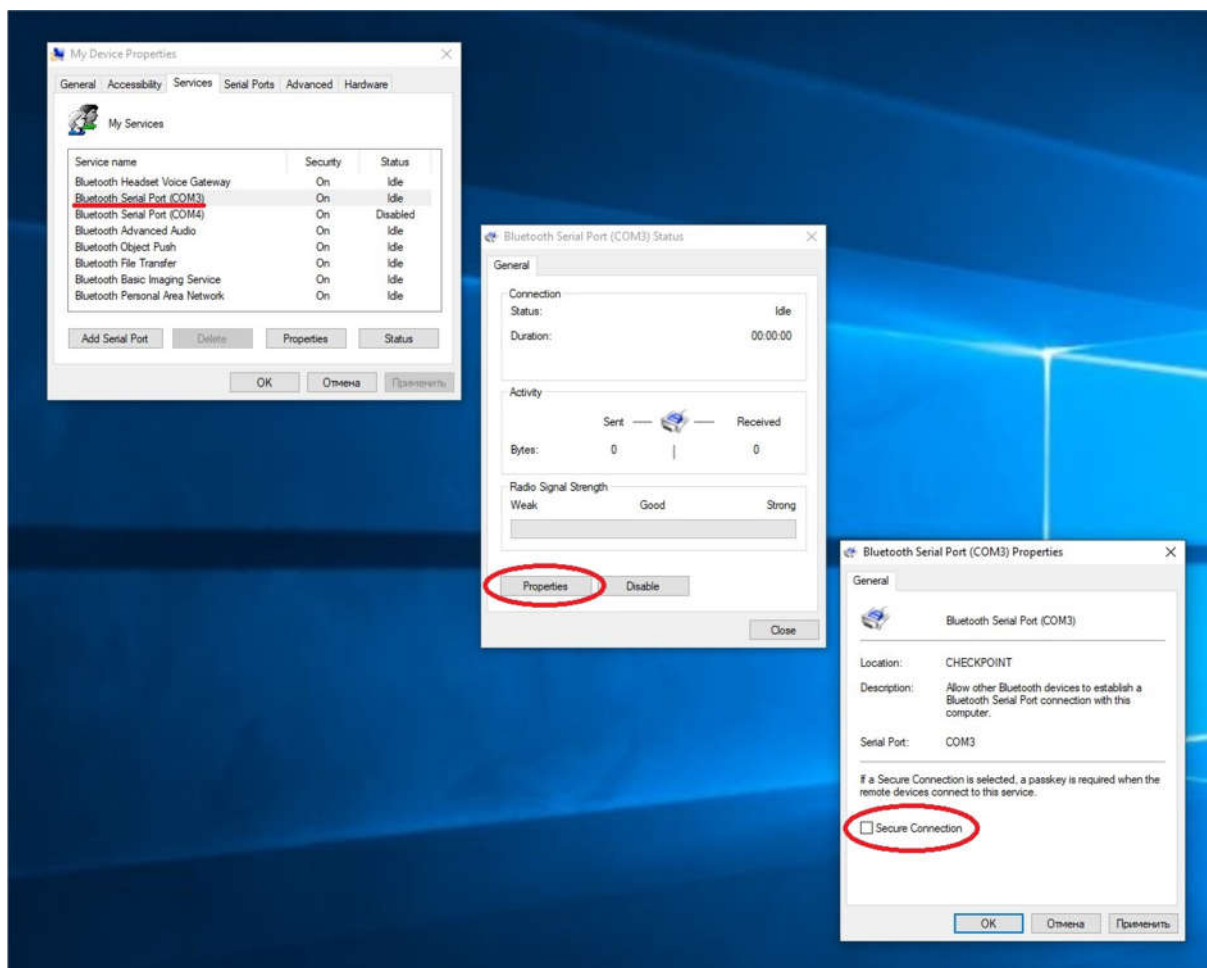 My Device Properties
General Accessibility Services Serial Ports Advanced Hardware
My Services
Service name Security Status
Bluetooth Headset Voice Gateway On Idle
Bluetooth Serial Port (COM3) On Idle
Bluetooth Serial Port (COM4) On Disabled
Bluetooth Advanced Audio On Idle
Bluetooth Object Push On Idle
Bluetooth File Transfer On Idle
Bluetooth Basic Imaging Service On Idle
Bluetooth Personal Area Network On Idle
Add Serial Port Delete Properties Status
OK Отмена Применить
Bluetooth Serial Port (COM3) Status
General
Connection
Status: Idle
Duration: 00:00:00
Activity
Sent Received
Bytes: 0 0
Radio Signal Strength
Weak Good Strong
Properties Disable
Close
Bluetooth Serial Port (COM3) Properties
General
Bluetooth Serial Port (COM3)
Location: CHECKPOINT
Description: Allow other Bluetooth devices to establish a
Bluetooth Serial Port connection with this
computer.
Serial Port: COM3
If a Secure Connection is selected, a passkey is required when the
remote devices connect to this service.
Secure Connection
OK Отмена Применить